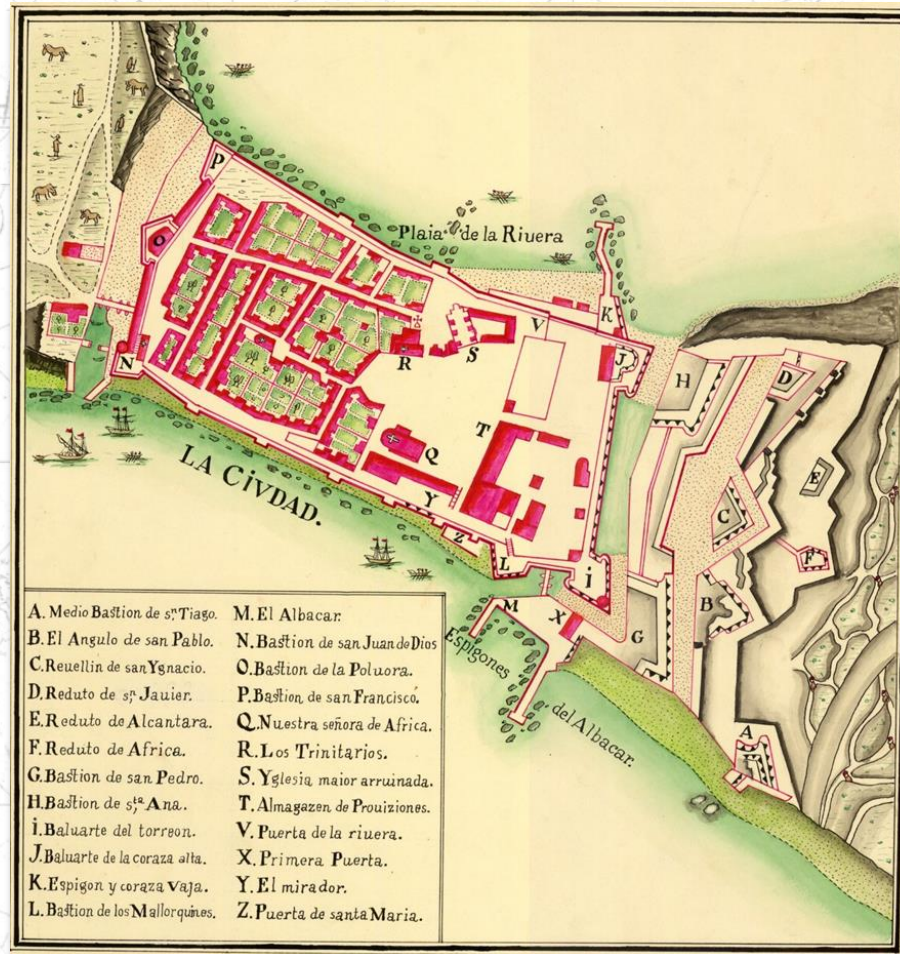 P
Plaia de la Riuera
O
K
V
J
R
S
H
D
N
T
Q
E
C
LA CIVDAD.
Y
Z
F
L
i
B
M
X
G
Espigones
del Albacar.
A
A. Medio Bastion de sn. Tiago.
B. El Angulo de san Pablo.
C. Reuellin de san Ygnacio.
D. Reduto de sn. Jauier.
E. Reduto de Alcantara.
F. Reduto de Africa.
G. Bastion de san Pedro.
H. Bastion de sta. Ana.
i. Baluarte del torreon.
J. Baluarte de la coraza alta.
K. Espigon y coraza Vaja.
L. Bastion de los Mallorquines.
M. El Albacar.
N. Bastion de san Juan de Dios
O. Bastion de la Poluora.
P. Bastion de san Francisco.
Q. Nuestra señora de Africa.
R. Los Trinitarios.
S. Yglesia maior arruinada.
T. Almagazen de Prouiziones.
V. Puerta de la riuera.
X. Primera Puerta.
Y. El mirador.
Z. Puerta de santa Maria.